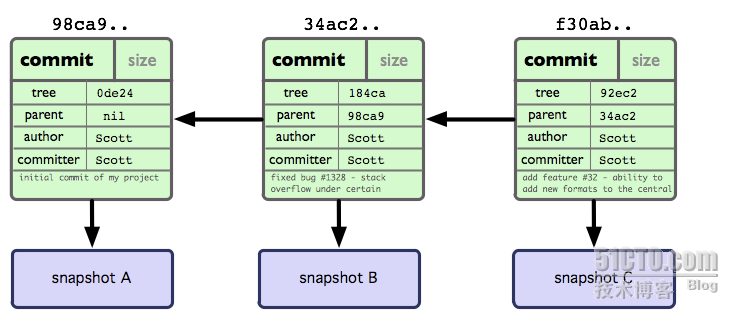 98ca9.. 34ac2.. f30ab..
commit size
tree 0de24
parent nil
author Scott
committer Scott
initial commit of my project
commit size
tree 184ca
parent 98ca9
author Scott
committer Scott
fixed bug #1328 - stack
overflow under certain
commit size
tree 92ec2
parent 34ac2
author Scott
committer Scott
add feature #32 - ability to
add new formats to the central
snapshot A
snapshot B
snapshot C
51CTO.com
技术博客 Blog